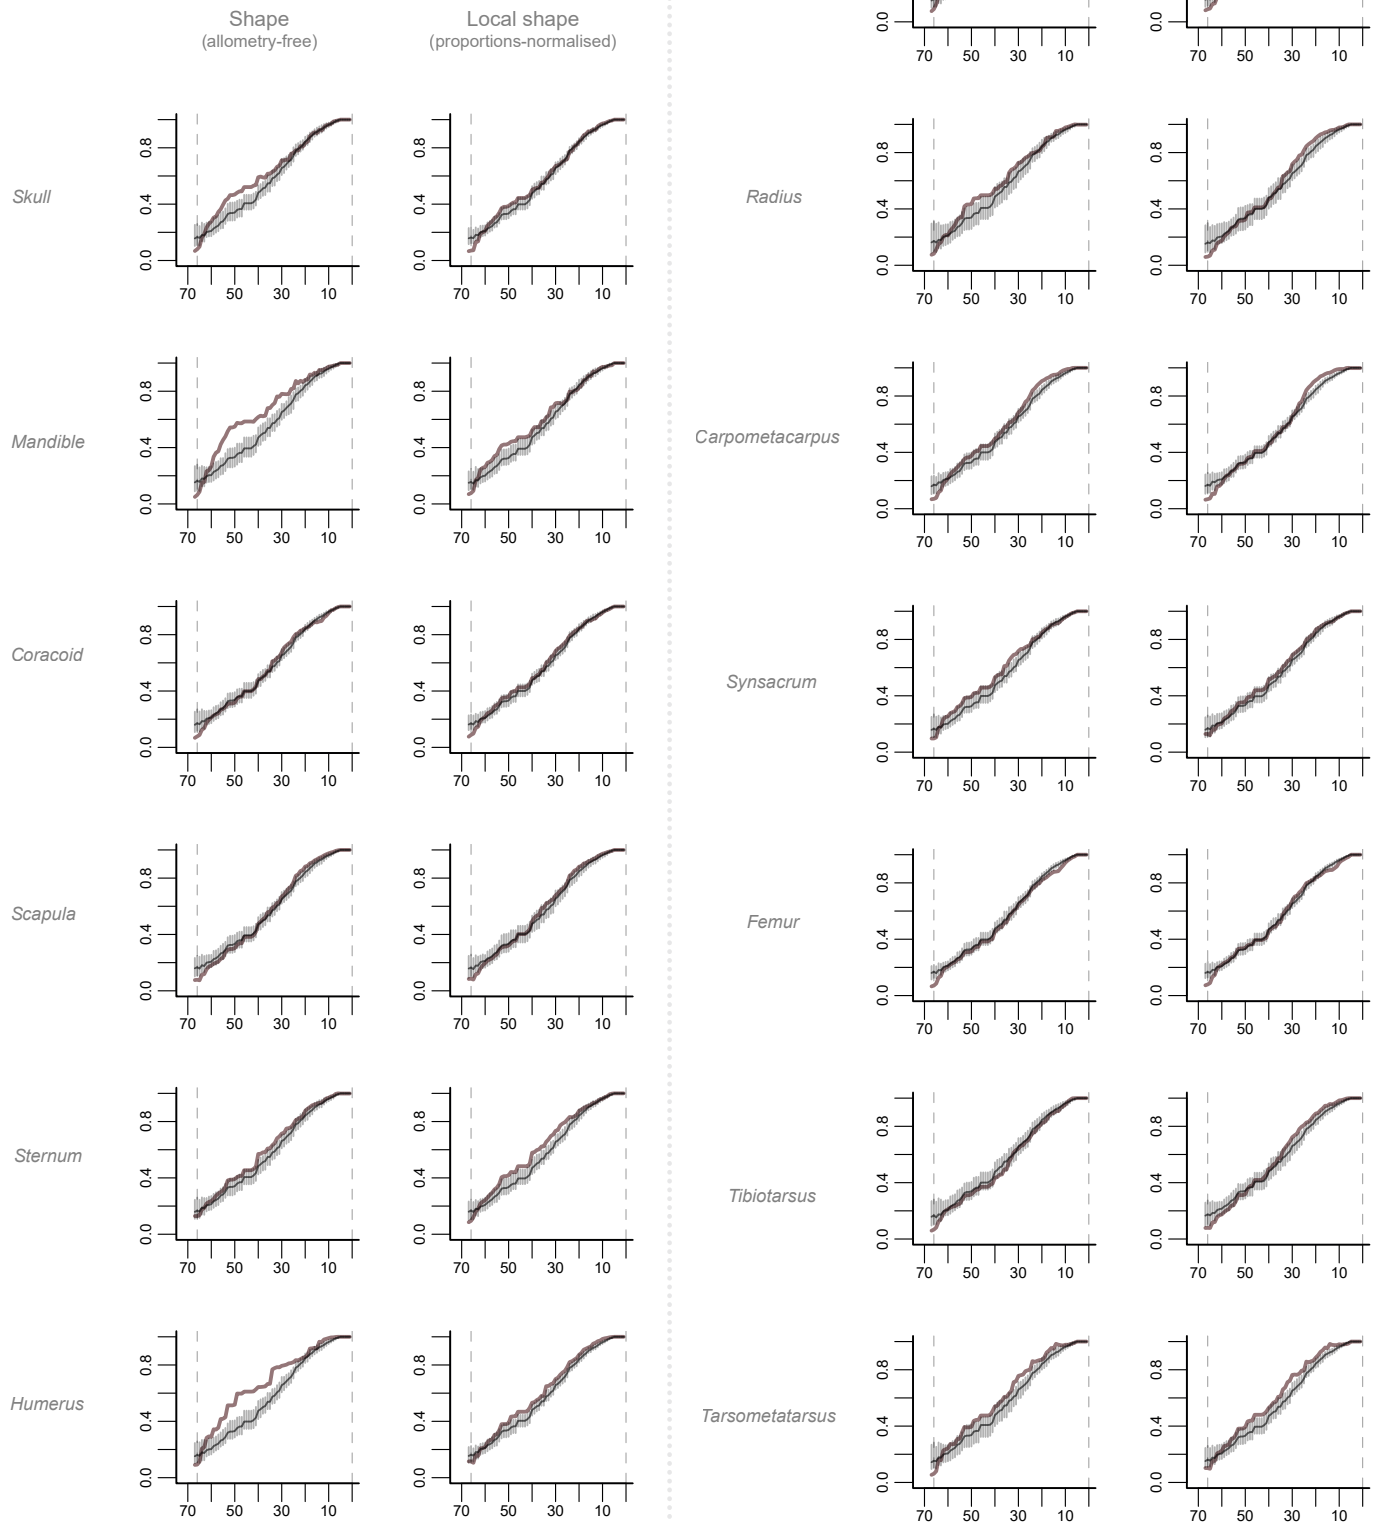 Shape
(allometry-free)
Local shape
(proportions-normalised)
Skull
0.0 0.4 0.8
70 50 30 10
0.0 0.4 0.8
70 50 30 10
Mandible
0.0 0.4 0.8
70 50 30 10
0.0 0.4 0.8
70 50 30 10
Coracoid
0.0 0.4 0.8
70 50 30 10
0.0 0.4 0.8
70 50 30 10
Scapula
0.0 0.4 0.8
70 50 30 10
0.0 0.4 0.8
70 50 30 10
Sternum
0.0 0.4 0.8
70 50 30 10
0.0 0.4 0.8
70 50 30 10
Humerus
0.0 0.4 0.8
70 50 30 10
0.0 0.4 0.8
70 50 30 10
0.0
70 50 30 10
0.0
70 50 30 10
Radius
0.0 0.4 0.8
70 50 30 10
0.0 0.4 0.8
70 50 30 10
Carpometacarpus
0.0 0.4 0.8
70 50 30 10
0.0 0.4 0.8
70 50 30 10
Synsacrum
0.0 0.4 0.8
70 50 30 10
0.0 0.4 0.8
70 50 30 10
Femur
0.0 0.4 0.8
70 50 30 10
0.0 0.4 0.8
70 50 30 10
Tibiotarsus
0.0 0.4 0.8
70 50 30 10
0.0 0.4 0.8
70 50 30 10
Tarsometatarsus
0.0 0.4 0.8
70 50 30 10
0.0 0.4 0.8
70 50 30 10